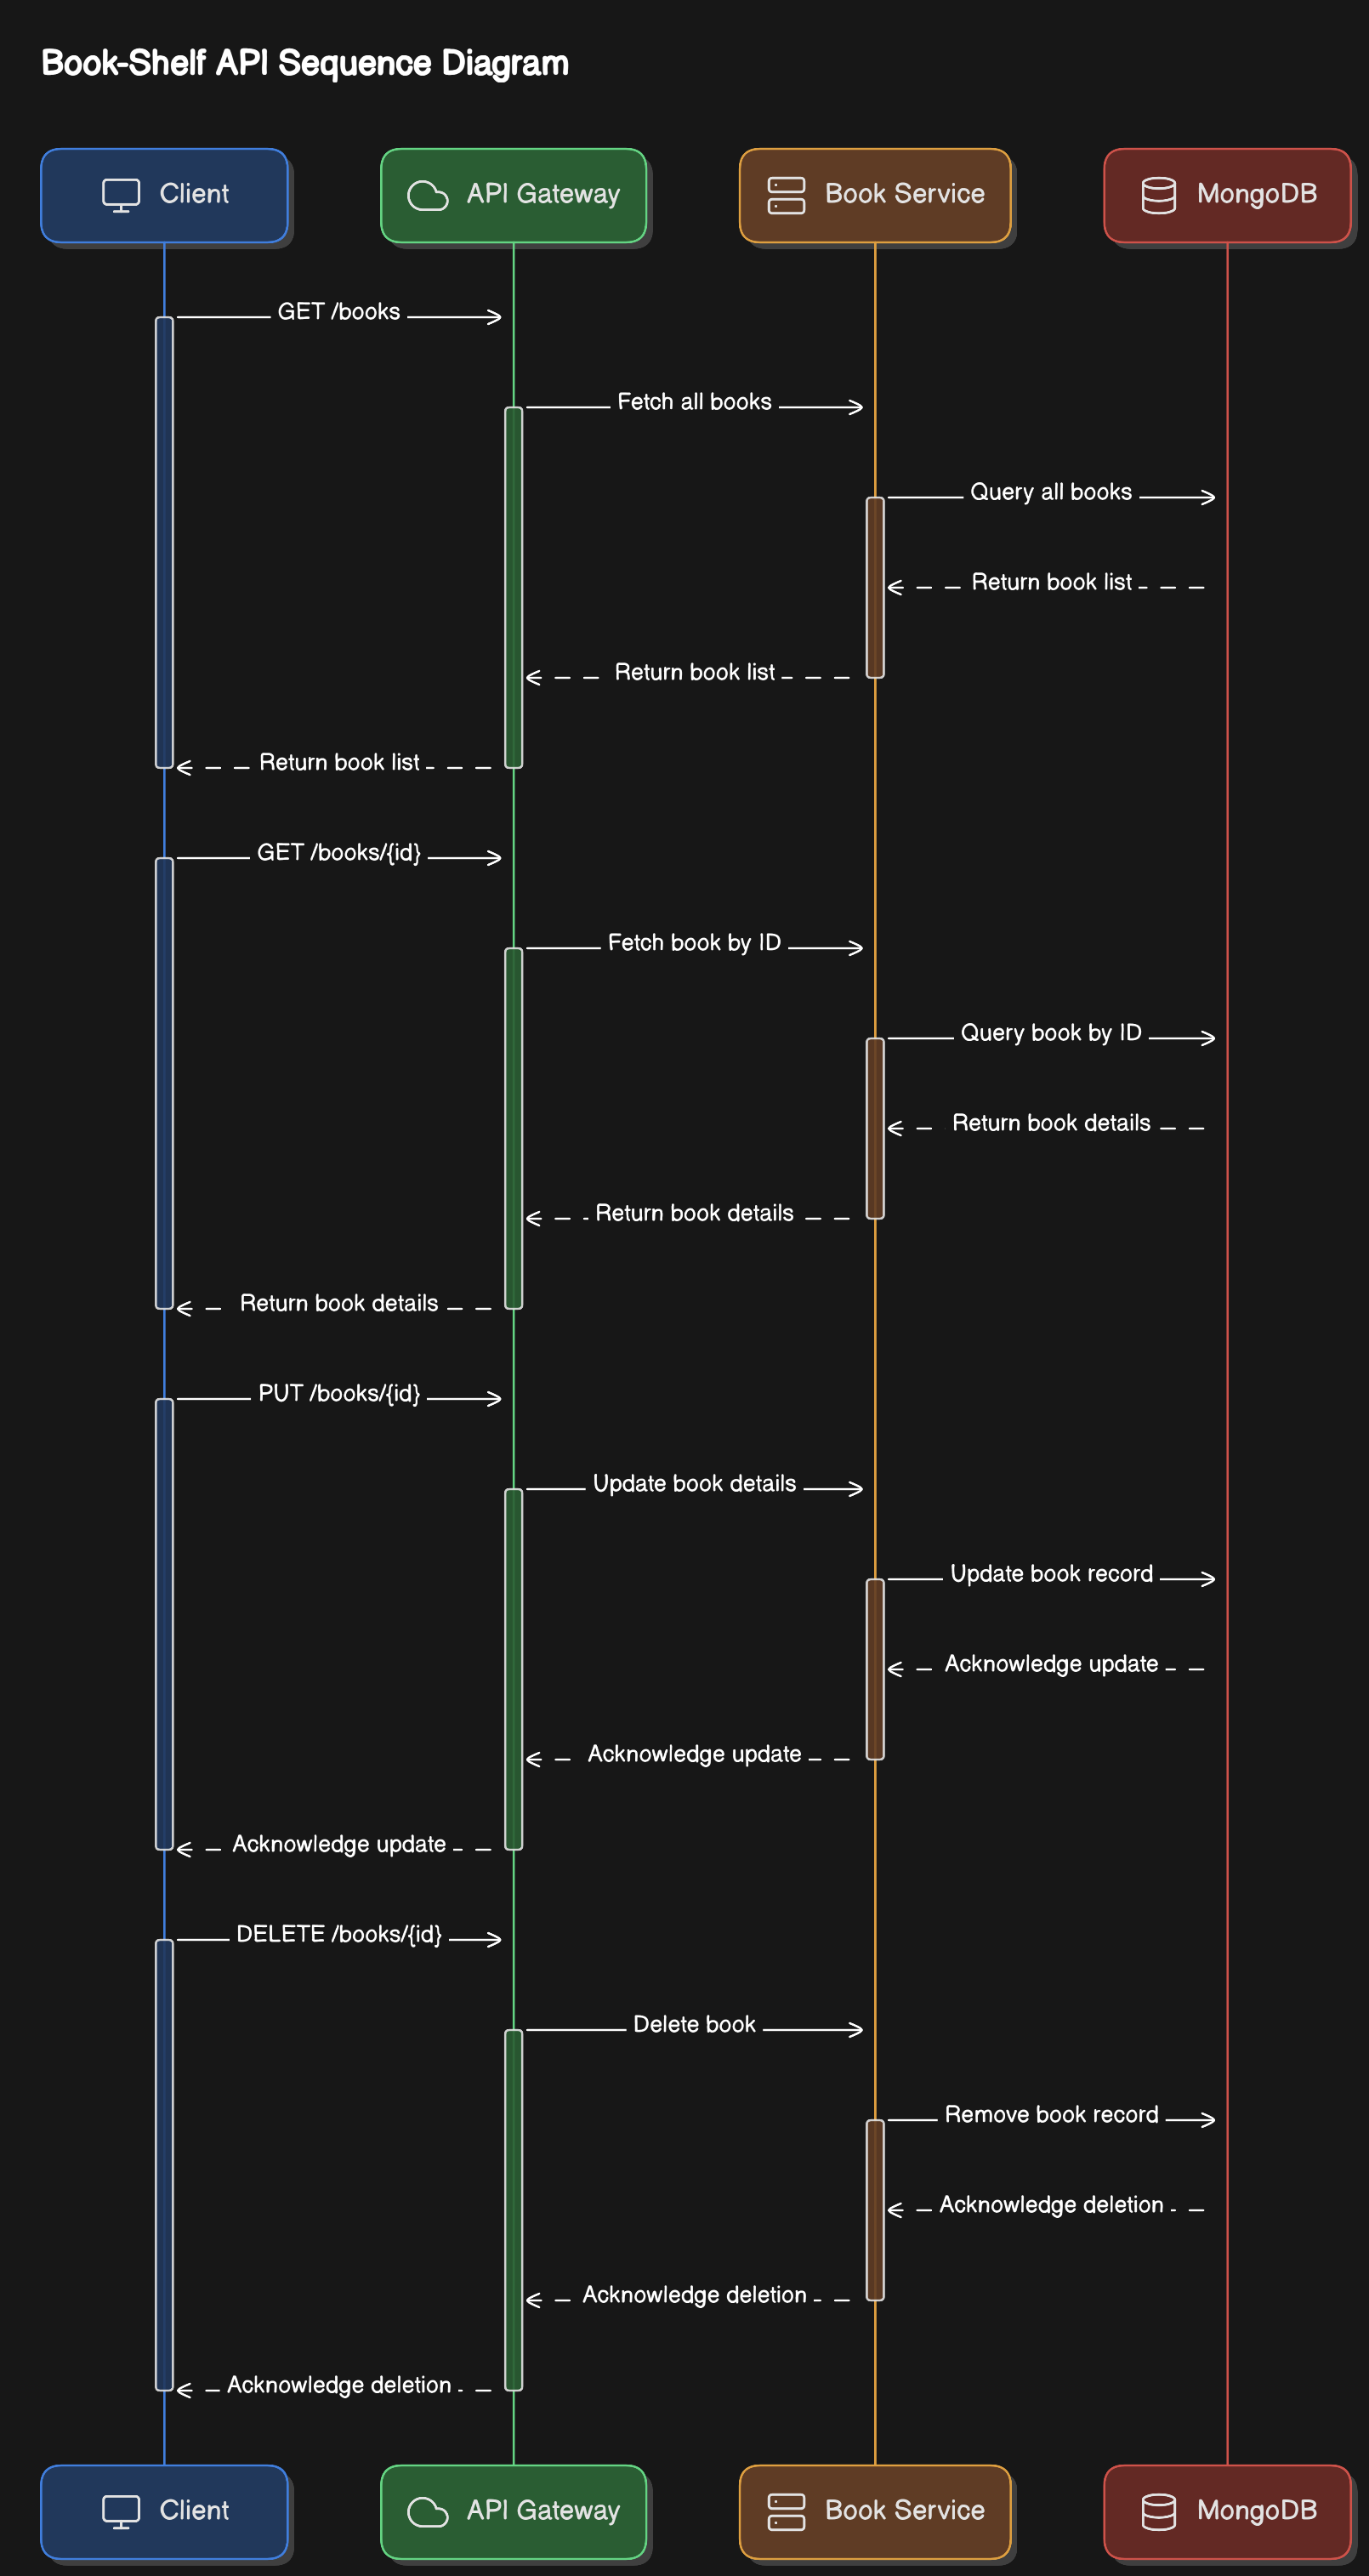 Book-Shelf API Sequence Diagram
Client
API Gateway
Book Service
MongoDB
GET /books
Fetch all books
Query all books
Return book list
Return book list
Return book list
GET /books/{id}
Fetch book by ID
Query book by ID
Return book details
Return book details
Return book details
PUT /books/{id}
Update book details
Update book record
Acknowledge update
Acknowledge update
Acknowledge update
DELETE /books/{id}
Delete book
Remove book record
Acknowledge deletion
Acknowledge deletion
Acknowledge deletion
Client
API Gateway
Book Service
MongoDB